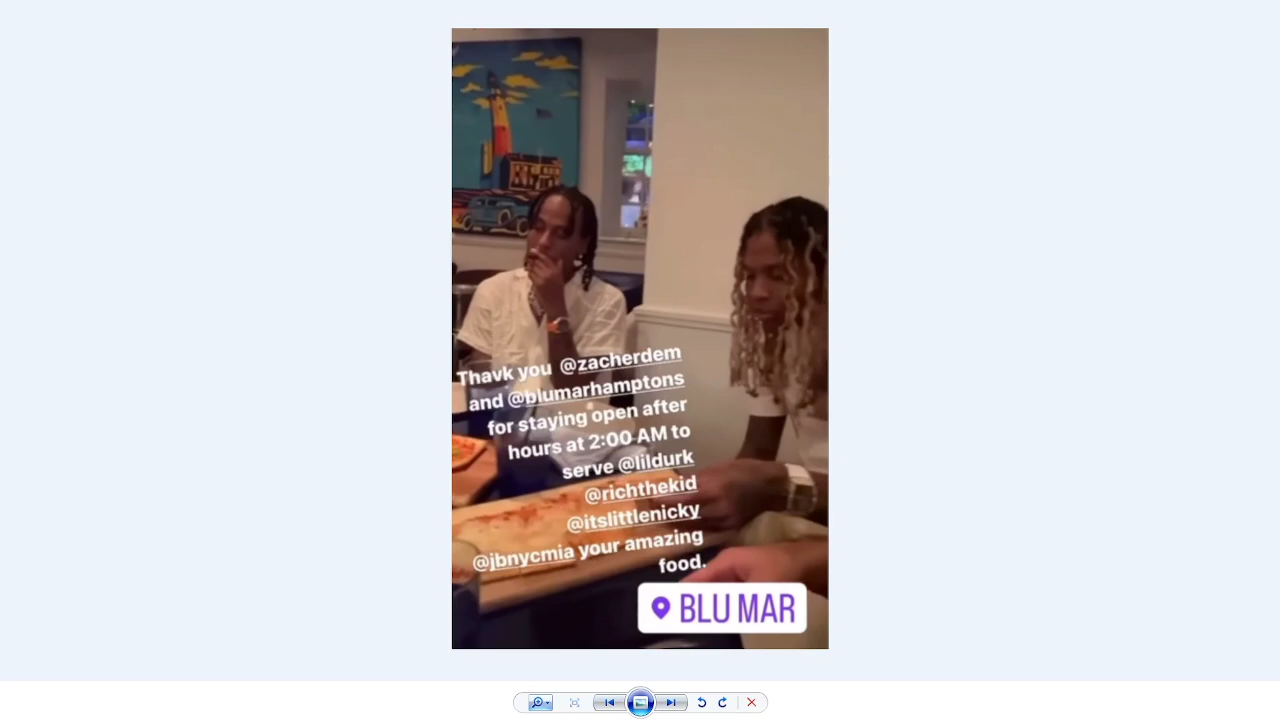 Thavk you @zacherdem
and @blumarhamptons
for staying open after
hours at 2:00 AM to
serve @lildurk
@richthekid
@itslittlenicky
@jbnycmia your amazing
food.
BLU MAR